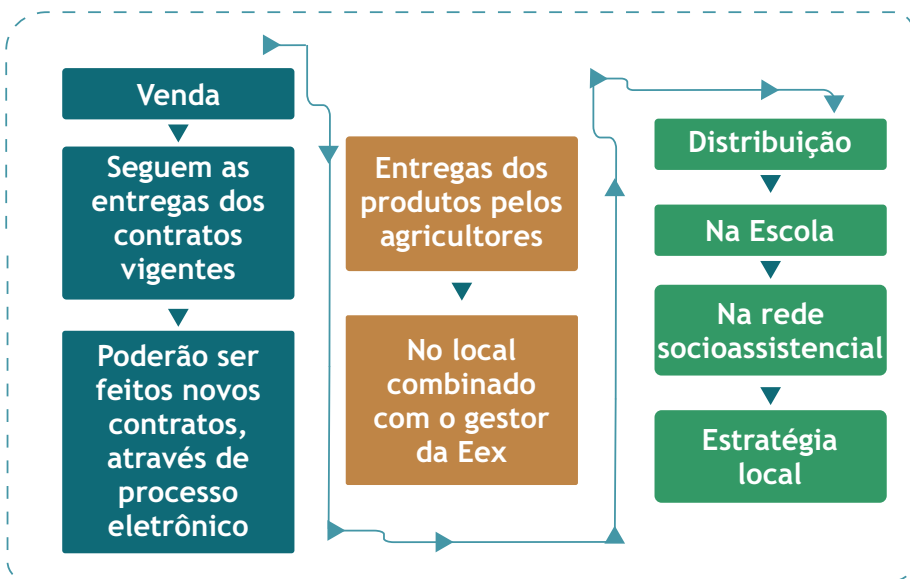 Venda
Seguem as
entregas dos
contratos
vigentes
Poderão ser
feitos novos
contratos,
através de
processo
eletrônico
Entregas dos
produtos pelos
agricultores
No local
combinado
com o gestor
da Eex
Distribuição
Na Escola
Na rede
socioassistencial
Estratégia
local